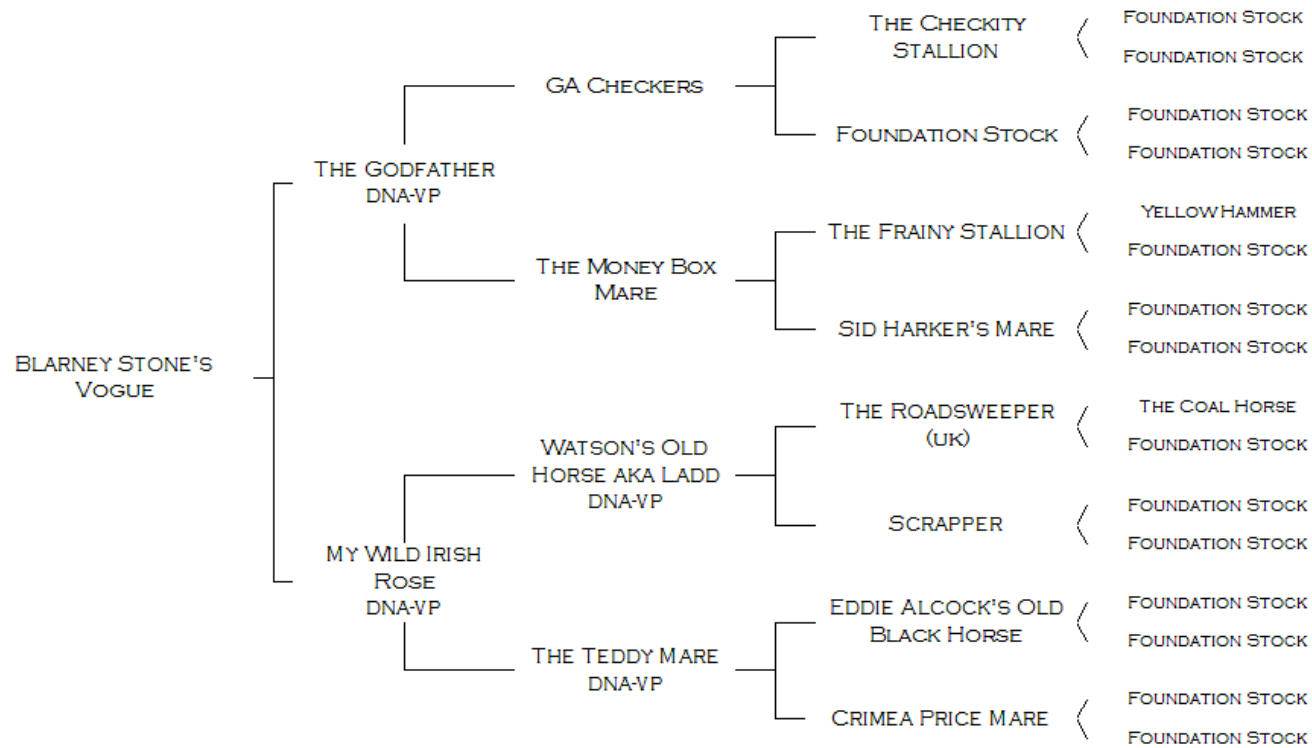 The Checkity
Stallion
Foundation Stock
Foundation Stock
GA Checkers
Foundation Stock
Foundation Stock
Foundation Stock
The Godfather
DNA-VP
The Frainy Stallion
Yellow Hammer
Foundation Stock
The Money Box
Mare
Sid Harker's Mare
Foundation Stock
Foundation Stock
Blarney Stone's
Vogue
The Roadsweeper
(UK)
The Coal Horse
Foundation Stock
Watson's Old
Horse aka Ladd
DNA-VP
Scrapper
Foundation Stock
Foundation Stock
My Wild Irish
Rose
DNA-VP
Eddie Alcock's Old
Black Horse
Foundation Stock
Foundation Stock
The Teddy Mare
DNA-VP
Crimea Price Mare
Foundation Stock
Foundation Stock